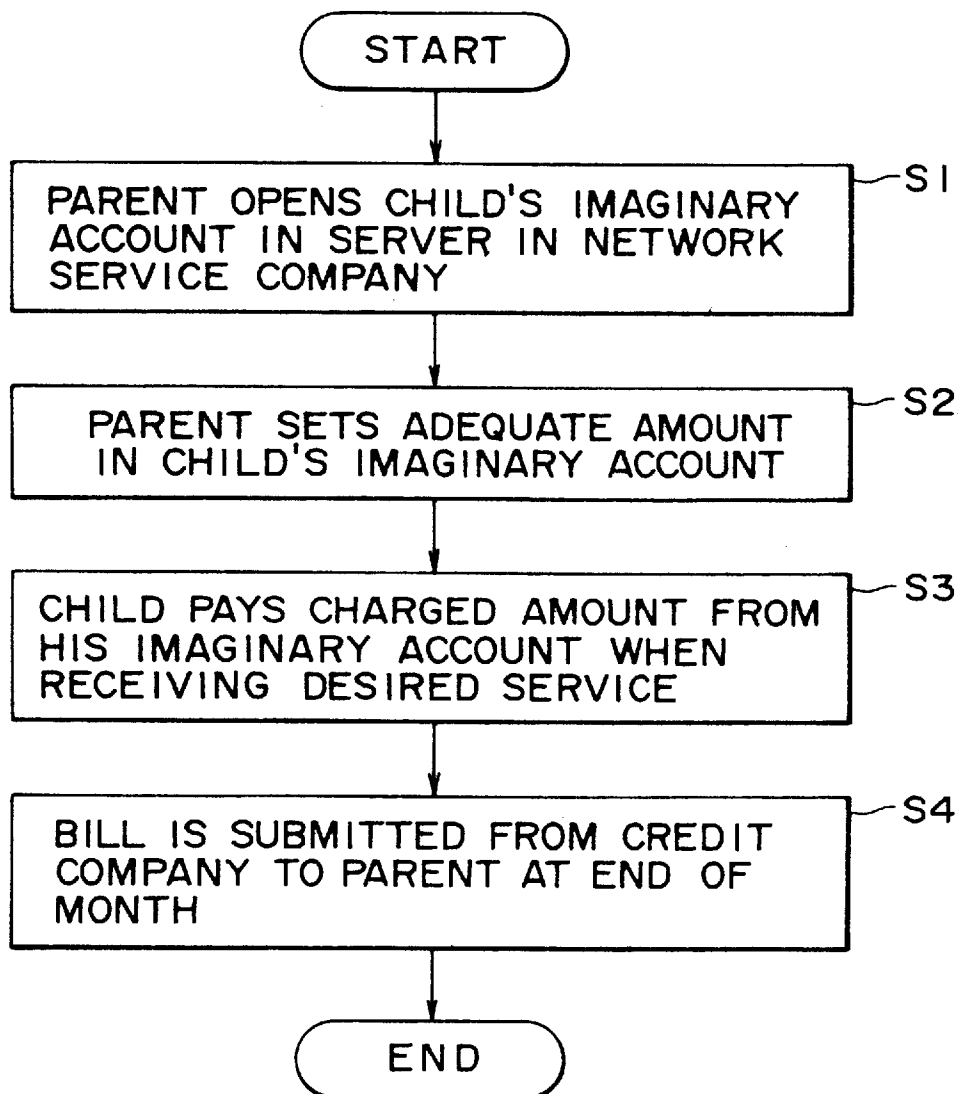 START
S1
PARENT OPENS CHILD'S IMAGINARY
ACCOUNT IN SERVER IN NETWORK
SERVICE COMPANY
S2
PARENT SETS ADEQUATE AMOUNT
IN CHILD'S IMAGINARY ACCOUNT
S3
CHILD PAYS CHARGED AMOUNT FROM
HIS IMAGINARY ACCOUNT WHEN
RECEIVING DESIRED SERVICE
S4
BILL IS SUBMITTED FROM CREDIT
COMPANY TO PARENT AT END OF
MONTH
END